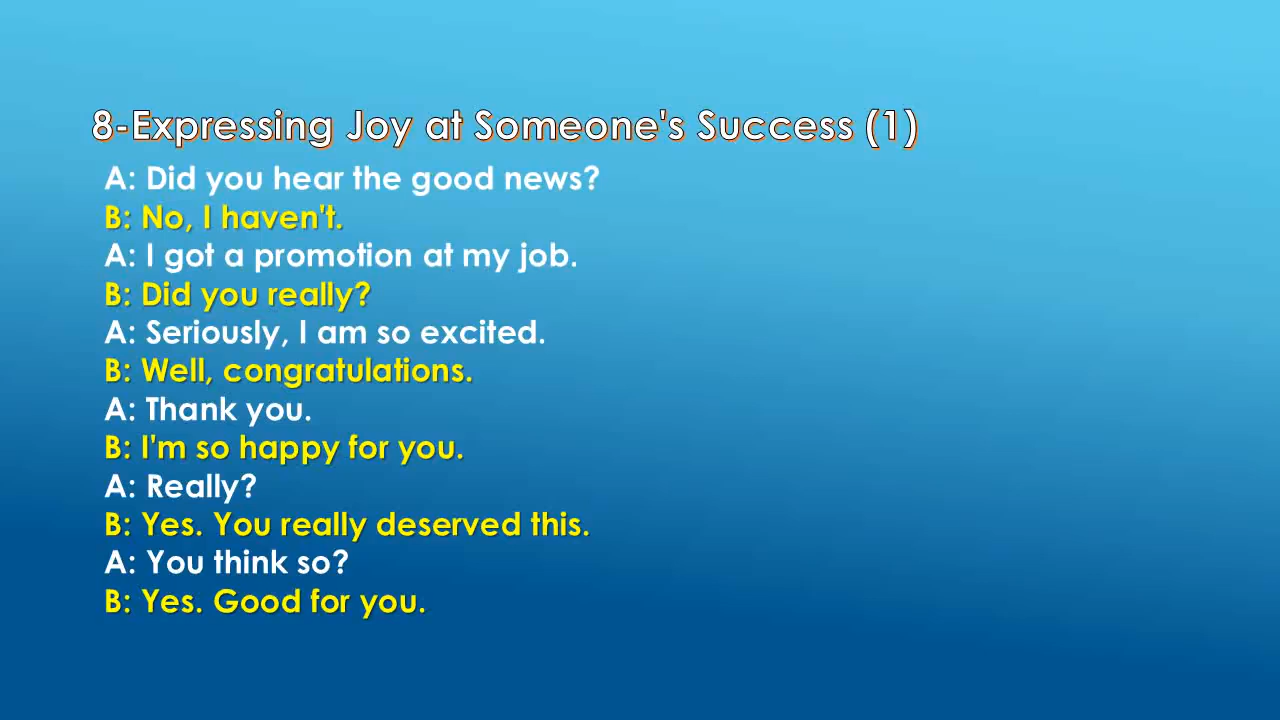 8-Expressing Joy at Someone's Success (1)
A: Did you hear the good news?
B: No, I haven't.
A: I got a promotion at my job.
B: Did you really?
A: Seriously, I am so excited.
B: Well, congratulations.
A: Thank you.
B: I'm so happy for you.
A: Really?
B: Yes. You really deserved this.
A: You think so?
B: Yes. Good for you.